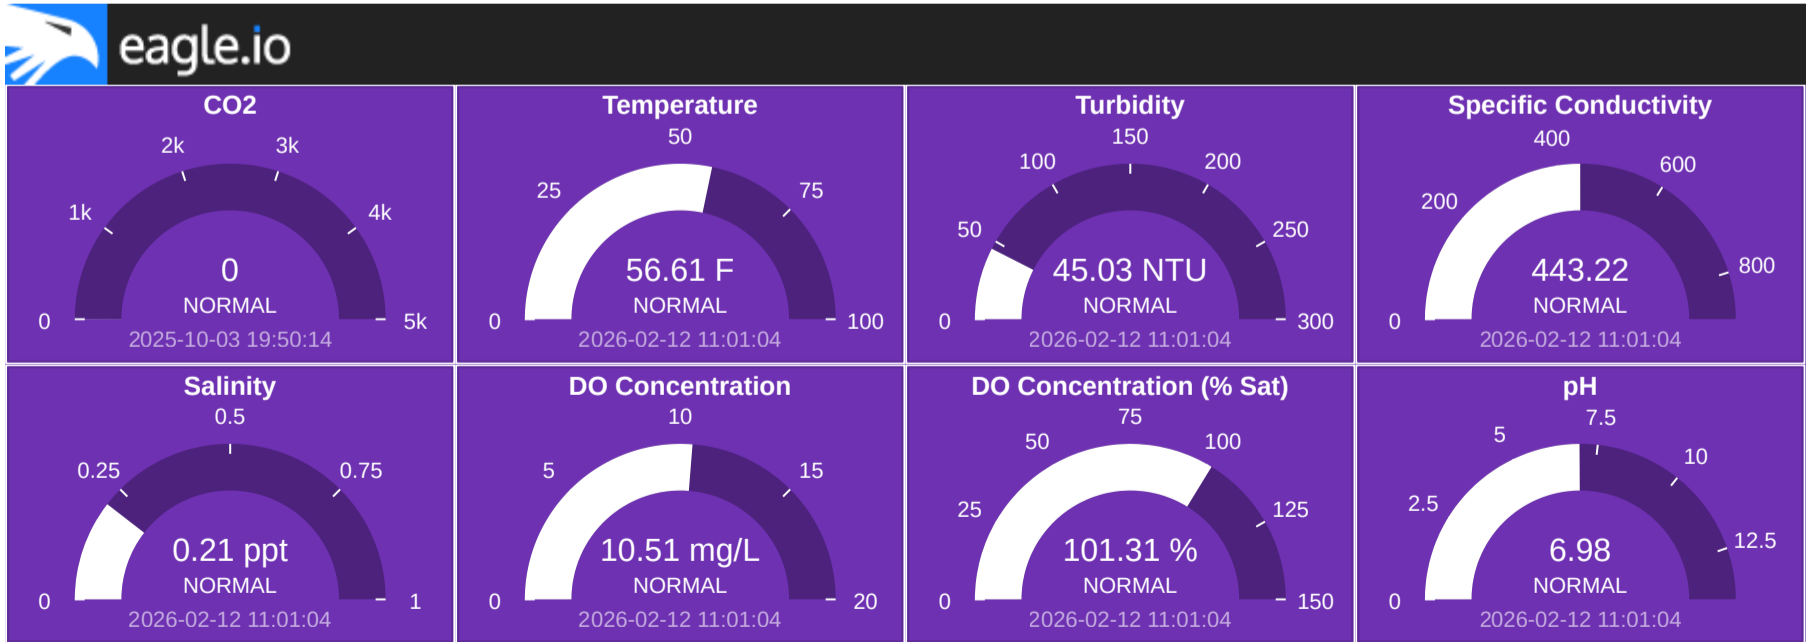 eagle.io
CO2
2k
3k
1k
4k
0
NORMAL
0
5k
2025-10-03 19:50:14
Temperature
50
25
75
56.61 F
NORMAL
0
100
2026-02-12 11:01:04
Turbidity
150
100
200
50
250
45.03 NTU
NORMAL
0
300
2026-02-12 11:01:04
Specific Conductivity
400
600
200
800
443.22
NORMAL
0
2026-02-12 11:01:04
Salinity
0.5
0.25
0.75
0.21 ppt
NORMAL
0
1
2026-02-12 11:01:04
DO Concentration
10
5
15
10.51 mg/L
NORMAL
0
20
2026-02-12 11:01:04
DO Concentration (% Sat)
75
50
100
25
125
101.31 %
NORMAL
0
150
2026-02-12 11:01:04
pH
7.5
5
10
2.5
12.5
6.98
NORMAL
0
2026-02-12 11:01:04